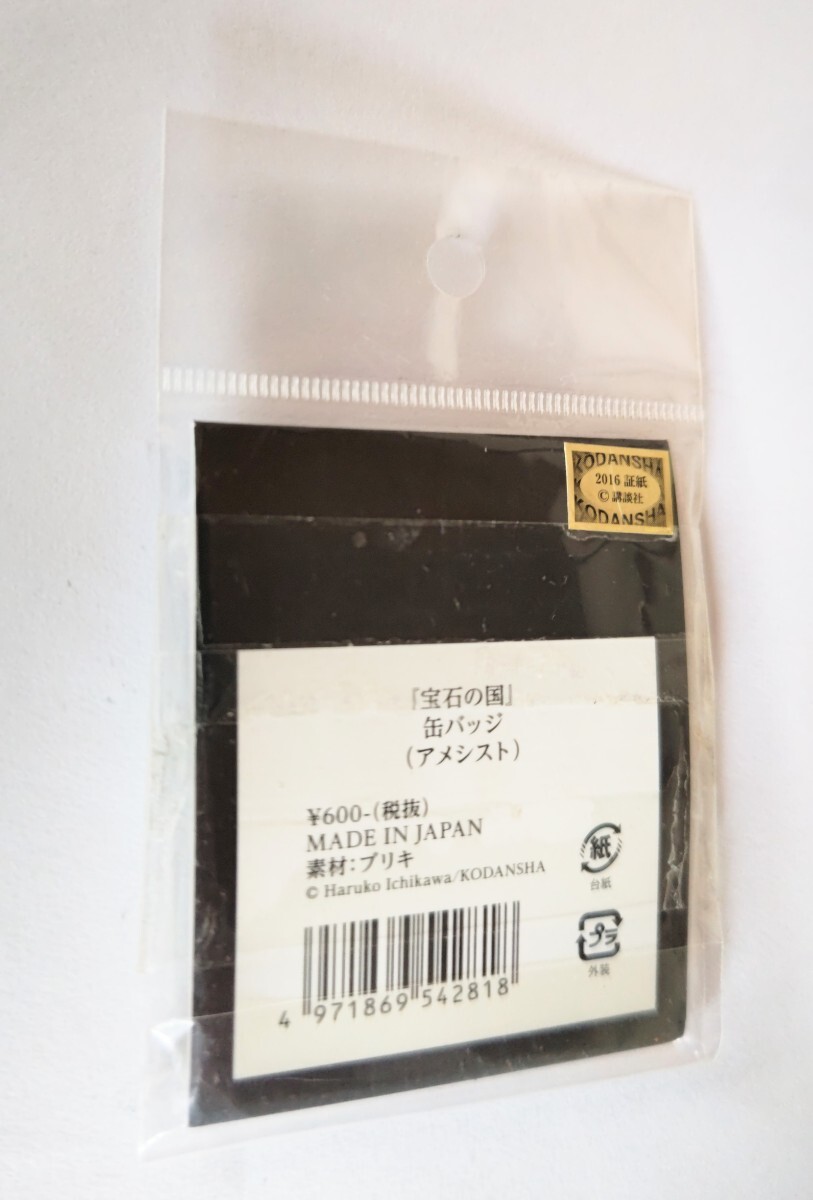 KODANSHA
2016 証紙
© 講談社
KODANSHA
『宝石の国』
缶バッジ
(アメシスト)
¥600-(税抜)
MADE IN JAPAN
素材:ブリキ
© Haruko Ichikawa/KODANSHA
紙
台紙
プラ
外装
4 971869 542818